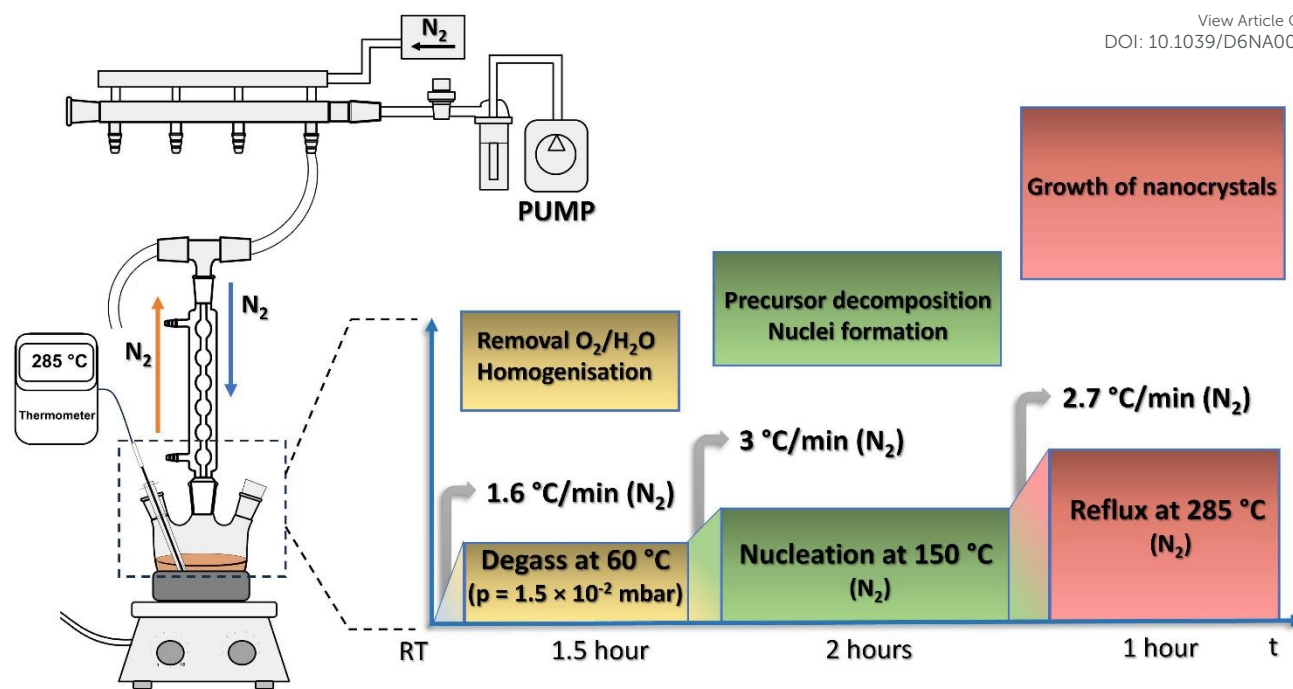 View Article O
DOI: 10.1039/D6NA00
N₂
PUMP
N₂
N₂
285 °C
Thermometer
Growth of nanocrystals
Precursor decomposition
Nuclei formation
Removal O₂/H₂O
Homogenisation
2.7 °C/min (N₂)
3 °C/min (N₂)
1.6 °C/min (N₂)
Degass at 60 °C
(p = 1.5 × 10⁻² mbar)
Nucleation at 150 °C
(N₂)
Reflux at 285 °C
(N₂)
RT
1.5 hour
2 hours
1 hour
t